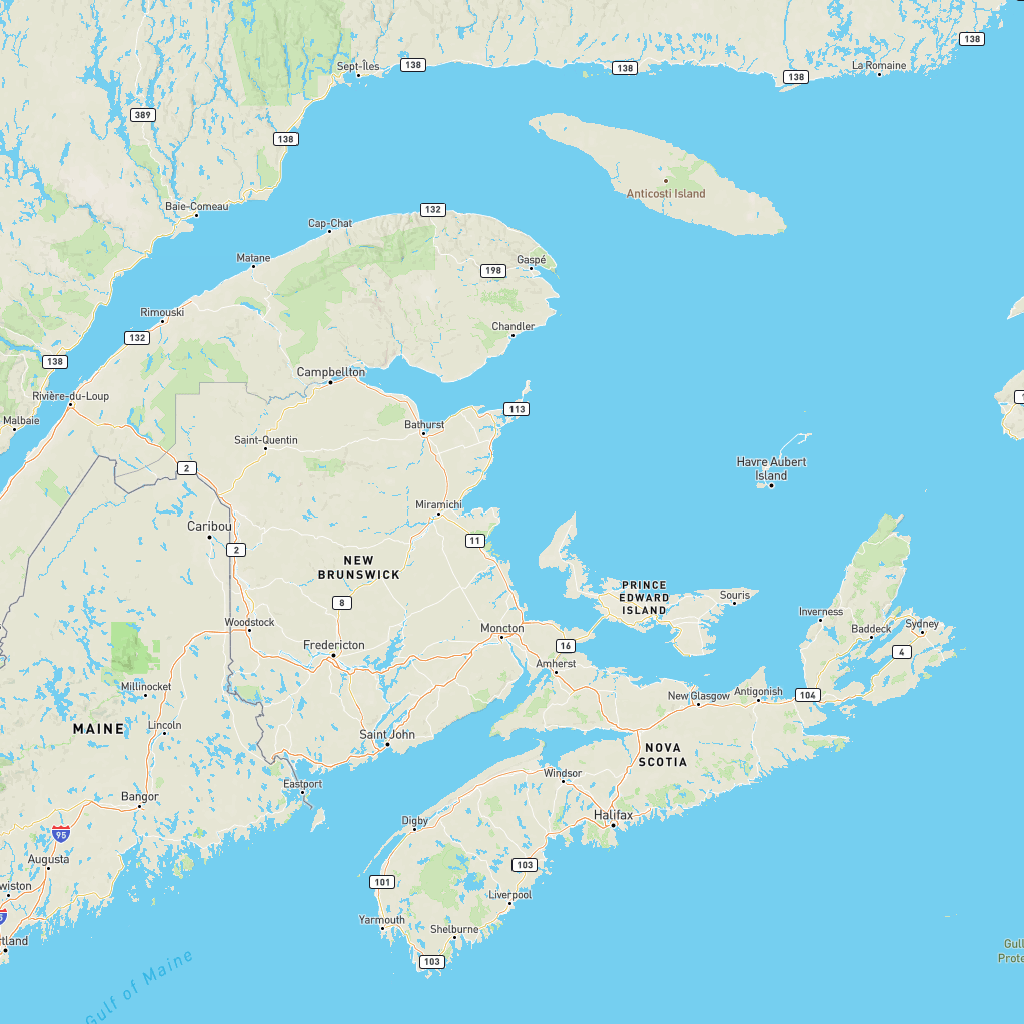 138
138
138
138
La Romaine
Sept-Îles
389
138
Anticosti Island
Baie-Comeau
132
Cap-Chat
Matane
Gaspé
198
Rimouski
132
Chandler
138
Campbellton
Rivière-du-Loup
113
Malbaie
Bathurst
Saint-Quentin
2
Havre Aubert
Island
Miramichi
Caribou
11
2
NEW
BRUNSWICK
PRINCE
EDWARD
ISLAND
8
Souris
Inverness
Woodstock
Moncton
Baddeck
Sydney
Fredericton
16
4
Amherst
Millinocket
New Glasgow
Antigonish
104
Lincoln
MAINE
Saint John
NOVA
SCOTIA
Windsor
Eastport
Bangor
Halifax
Digby
95
Augusta
103
wiston
101
Liverpool
Yarmouth
Shelburne
tland
103
Gulf of Maine
Gull
Prote